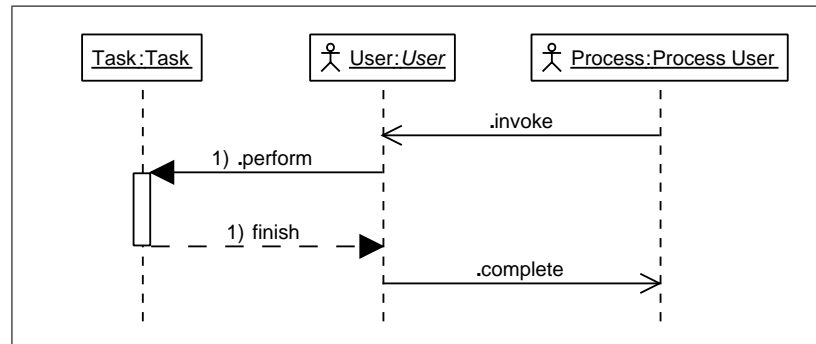 Task:Task
User:User
Process:Process User
.invoke
1) .perform
1) finish
.complete